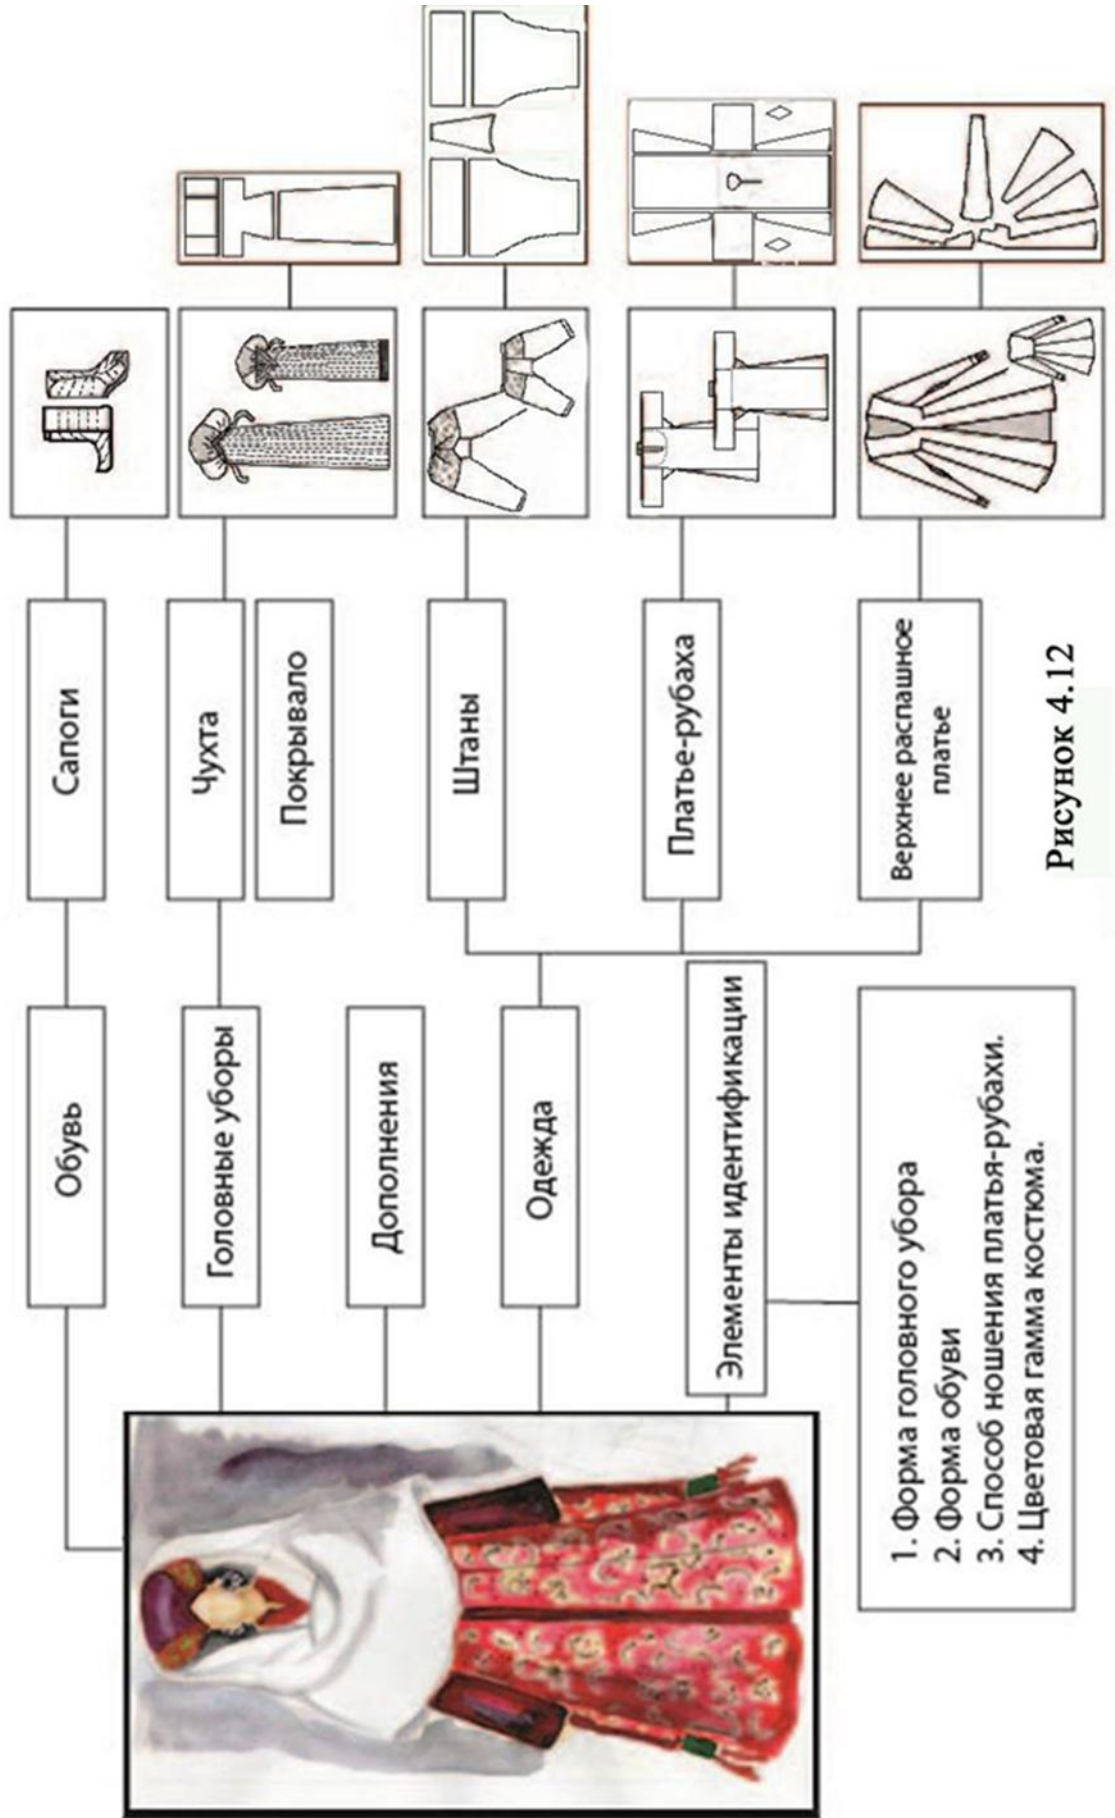 Обувь
Сапоги
Головные уборы
Чухта
Покрывало
Дополнения
Одежда
Штаны
Платье-рубаха
Верхнее распашное
платье
Элементы идентификации
1. Форма головного убора
2. Форма обуви
3. Способ ношения платья-рубахи.
4. Цветовая гамма костюма.
Рисунок 4.12